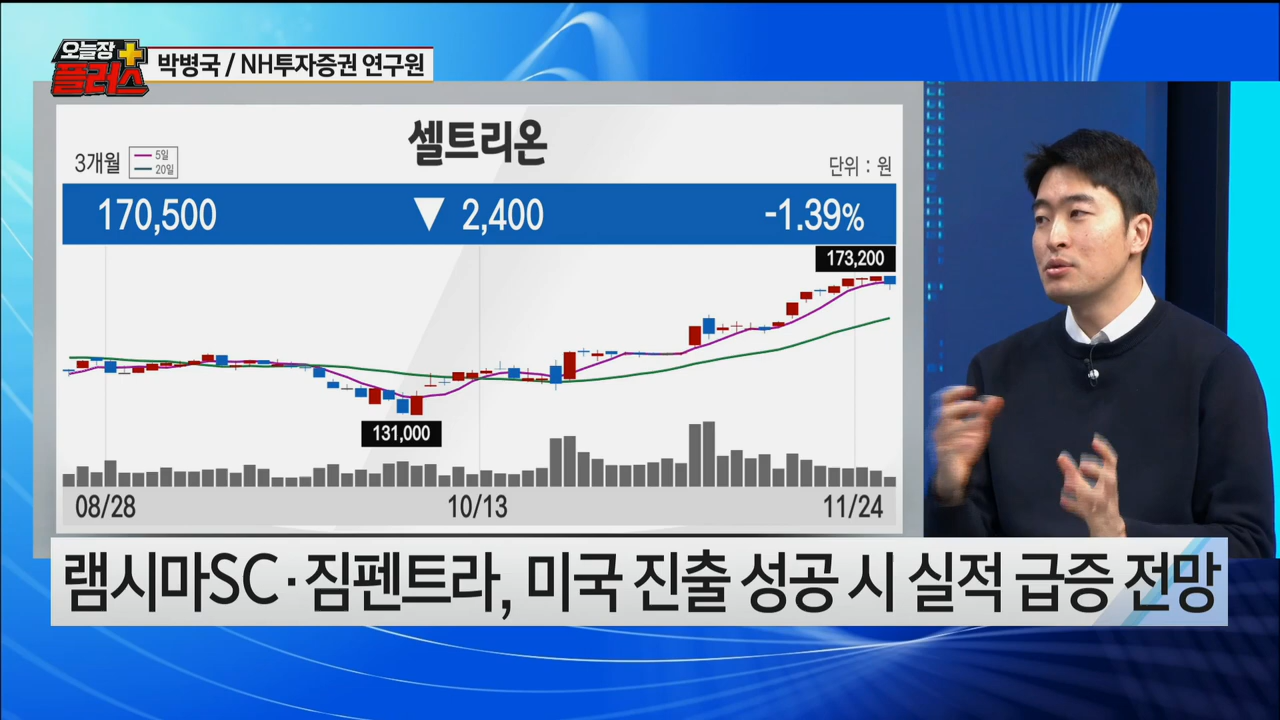 오늘장
플러스
박병국 / NH투자증권 연구원
셀트리온
3개월
5일
20일
단위 : 원
170,500 ▼ 2,400 -1.39%
173,200
131,000
08/28 10/13 11/24
램시마SC·짐펜트라, 미국 진출 성공 시 실적 급증 전망